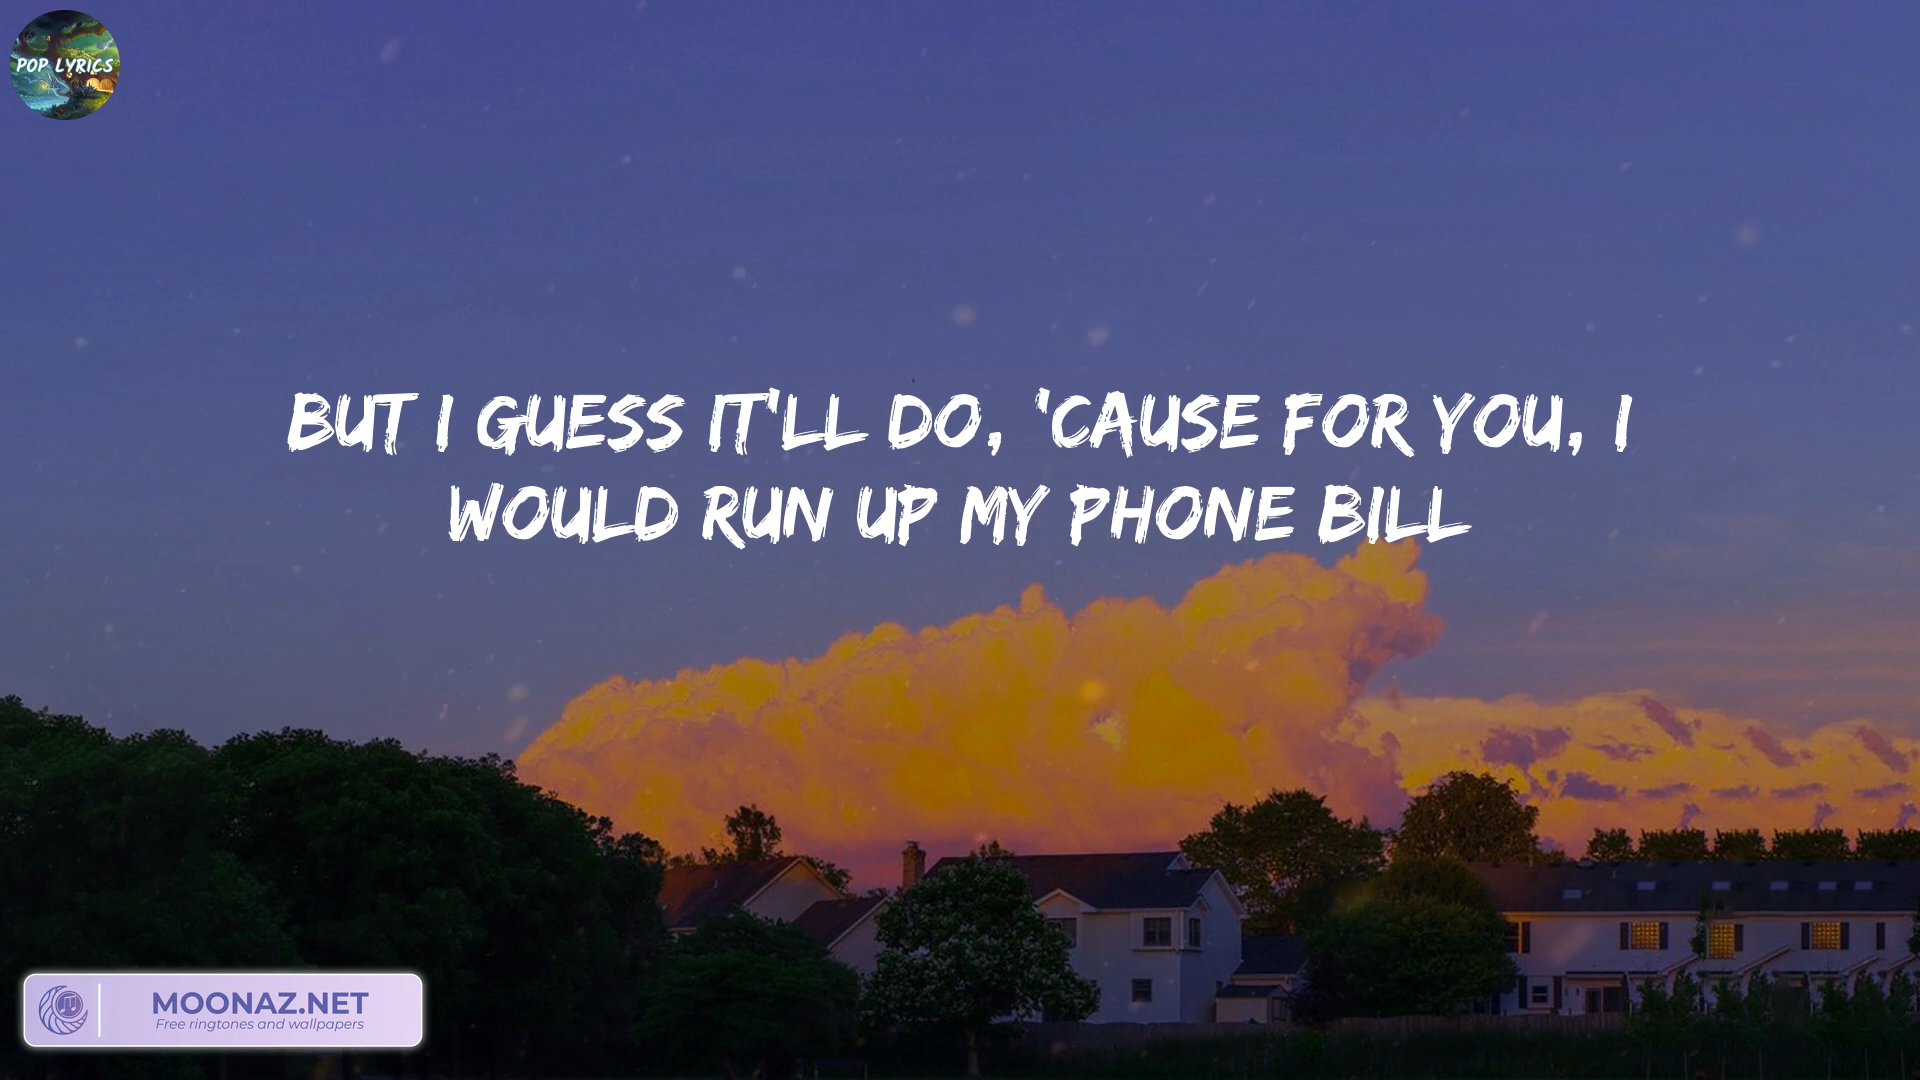 POP LYRICS
BUT I GUESS IT'LL DO, 'CAUSE FOR YOU, I
WOULD RUN UP MY PHONE BILL
MOONAZ.NET
Free ringtones and wallpapers